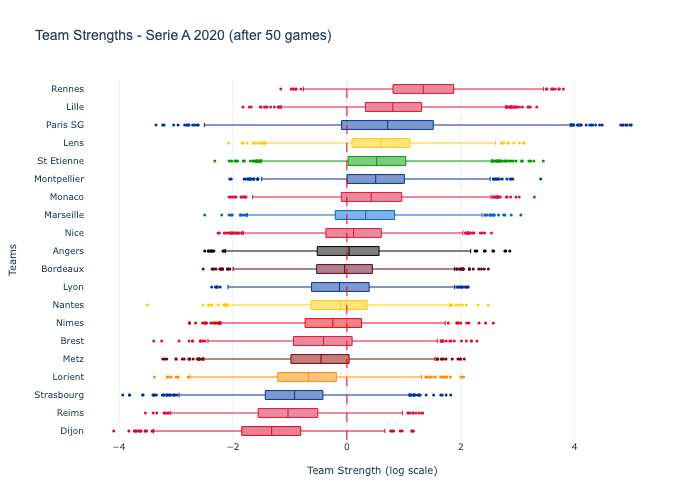 Team Strengths - Serie A 2020 (after 50 games)
Rennes
Lille
Paris SG
Lens
St Etienne
Montpellier
Monaco
Marseille
Nice
Angers
Bordeaux
Lyon
Nantes
Nimes
Brest
Metz
Lorient
Strasbourg
Reims
Dijon
Teams
−4 −2 0 2 4
Team Strength (log scale)